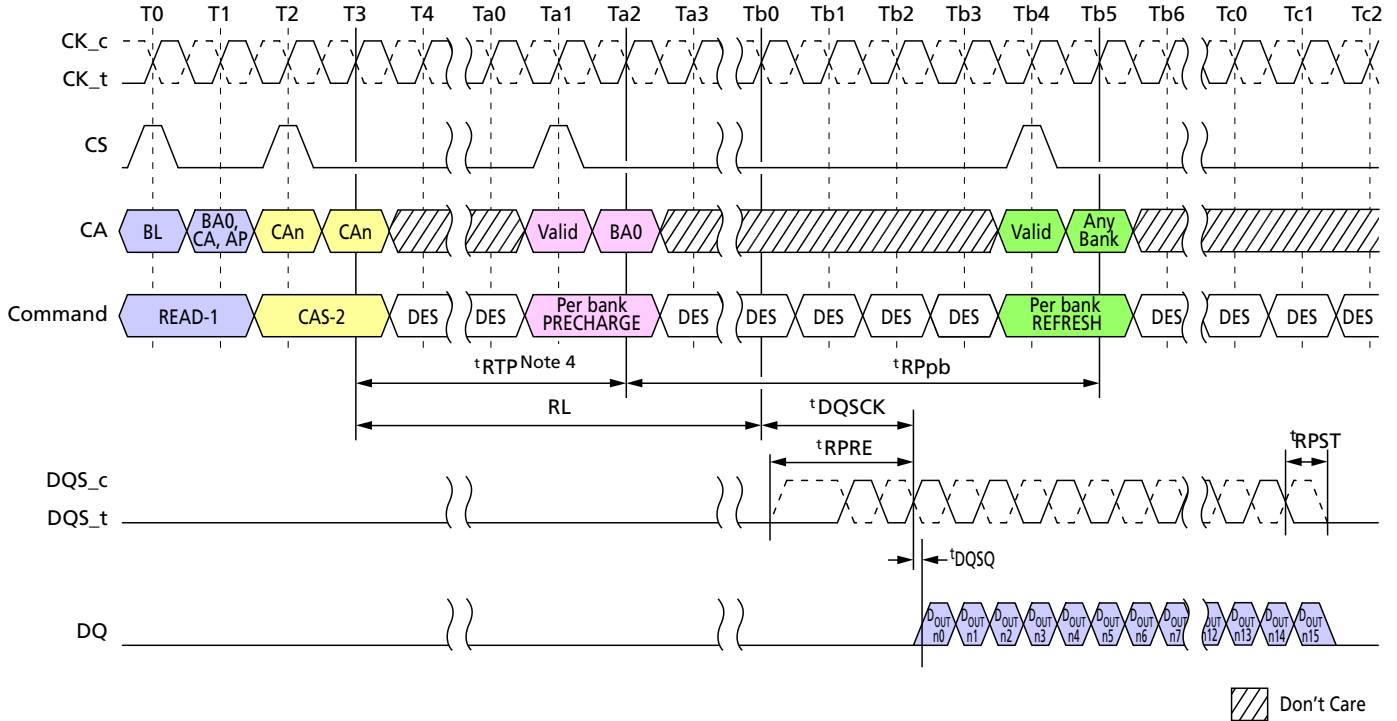 T0 T1 T2 T3 T4 Ta0 Ta1 Ta2 Ta3 Tb0 Tb1 Tb2 Tb3 Tb4 Tb5 Tb6 Tc0 Tc1 Tc2
CK_c
CK_t
CS
CA BL BA0, CA, AP CAn CAn Valid BA0 Valid Any Bank
Command READ-1 CAS-2 DES DES Per bank PRECHARGE DES DES DES DES DES Per bank REFRESH DES DES DES DES
tRTP Note 4 tRPpb
RL tDQSCK
tRPRE tRPST
DQS_c
DQS_t
tDQSQ
DQ DOUT n0 DOUT n1 DOUT n2 DOUT n3 DOUT n4 DOUT n5 DOUT n6 DOUT n7 DOUT n12 DOUT n13 DOUT n14 DOUT n15
Don't Care